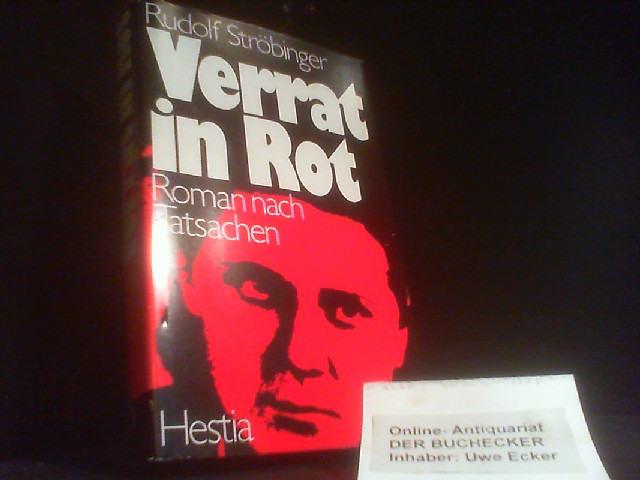 Rudolf Ströbinger
Verrat
in Rot
Roman nach
Tatsachen
Hestia
Online- Antiquariat
DER BUCHECKER
Inhaber: Uwe Ecker